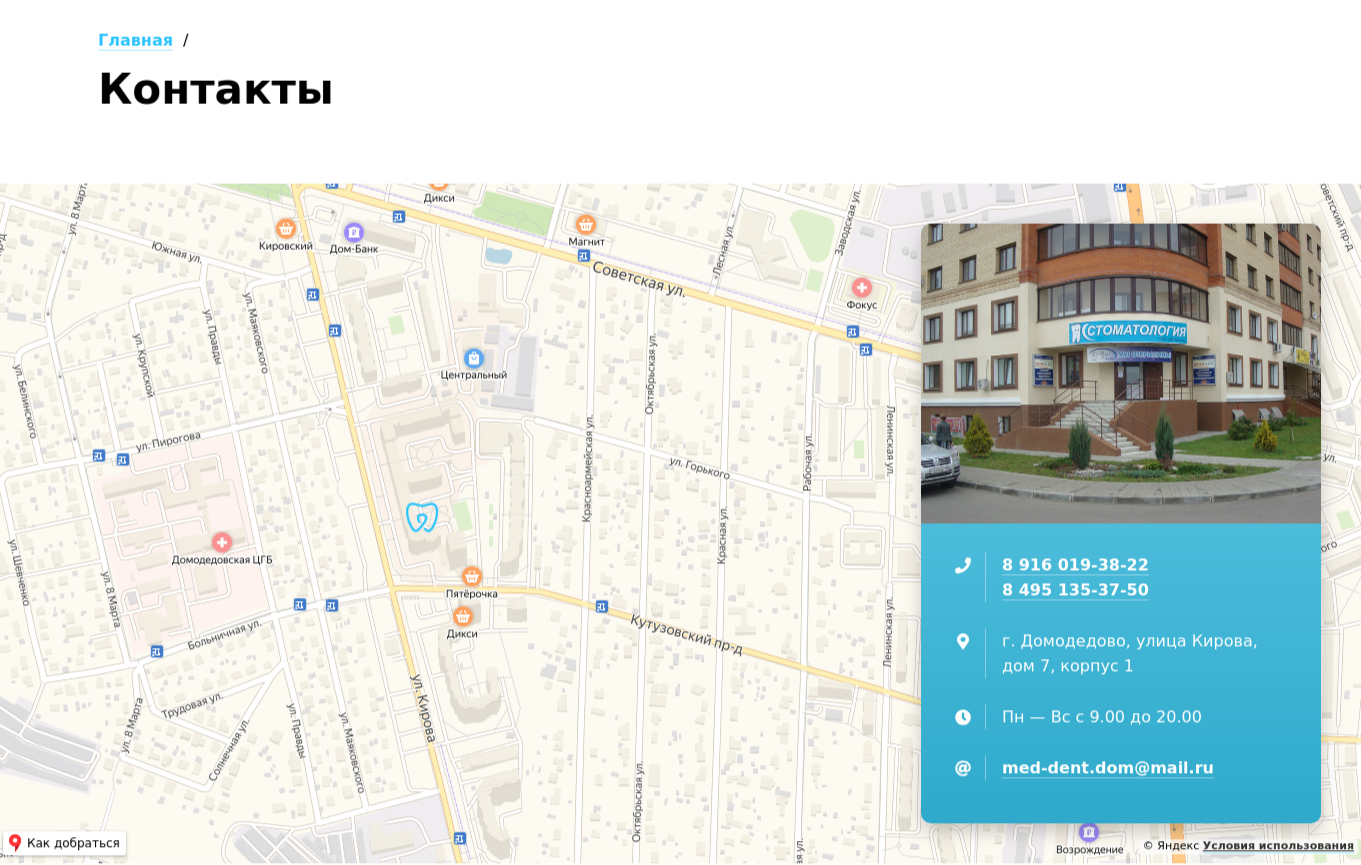 Главная /
Контакты
Дикси
Кировский
Дом-Банк
Магнит
Советская ул.
ул. 8 Марта
Южная ул.
ул. Маяковского
ул. Правды
ул. Крупской
ул. Белинского
Лесная ул.
Заводская ул.
Фокус
Советский пр-д
Центральный
Октябрьская ул.
ул. Пирогова
Красноармейская ул.
ул. Горького
Рабочая ул.
Ленинская ул.
Красная ул.
Домодедовская ЦГБ
ул. Шевченко
ул. 8 Марта
Больничная ул.
Пятёрочка
Дикси
Кутузовский пр-д
Ленинская ул.
ул. Кирова
Трудовая ул.
ул. 8 Марта
Солнечная ул.
ул. Правды
ул. Маяковского
Октябрьская ул.
СТОМАТОЛОГИЯ
8 916 019-38-22
8 495 135-37-50
г. Домодедово, улица Кирова,
дом 7, корпус 1
Пн — Вс с 9.00 до 20.00
@ med-dent.dom@mail.ru
Как добраться
Возрождение
© Яндекс Условия использования